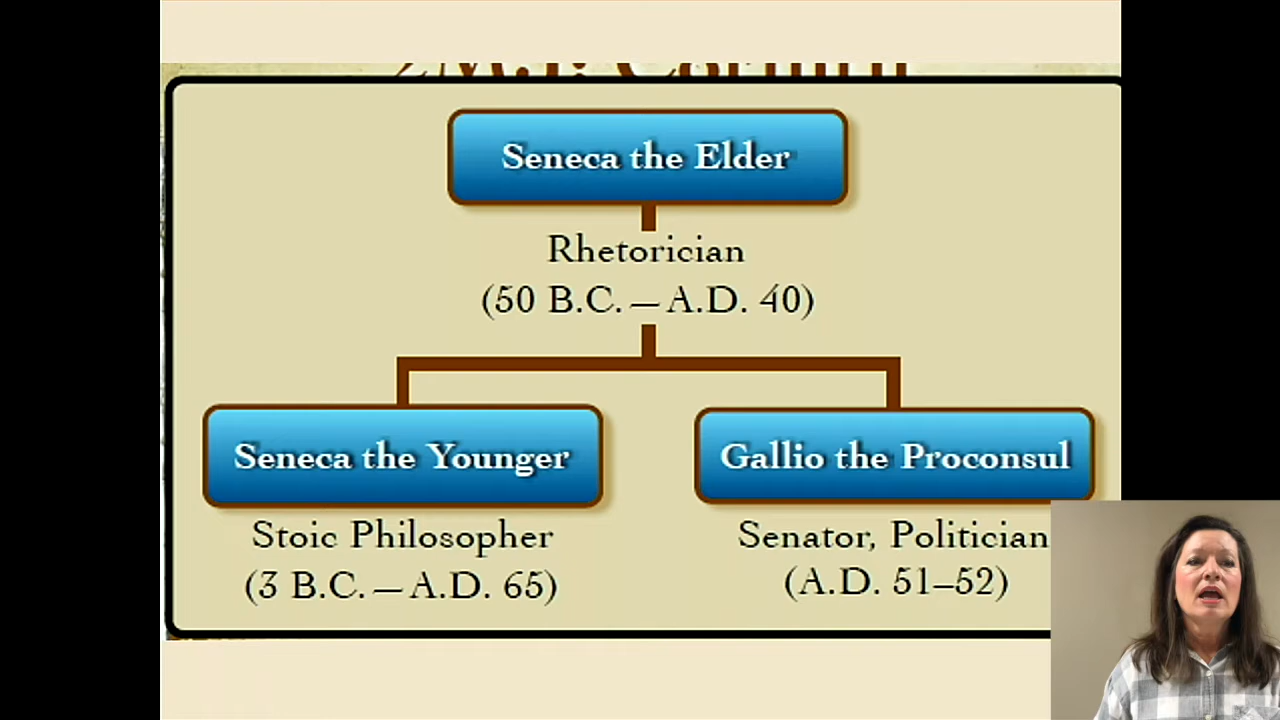 Seneca the Elder
Rhetorician
(50 B.C.—A.D. 40)
Seneca the Younger
Gallio the Proconsul
Stoic Philosopher
Senator, Politician
(3 B.C.—A.D. 65)
(A.D. 51–52)